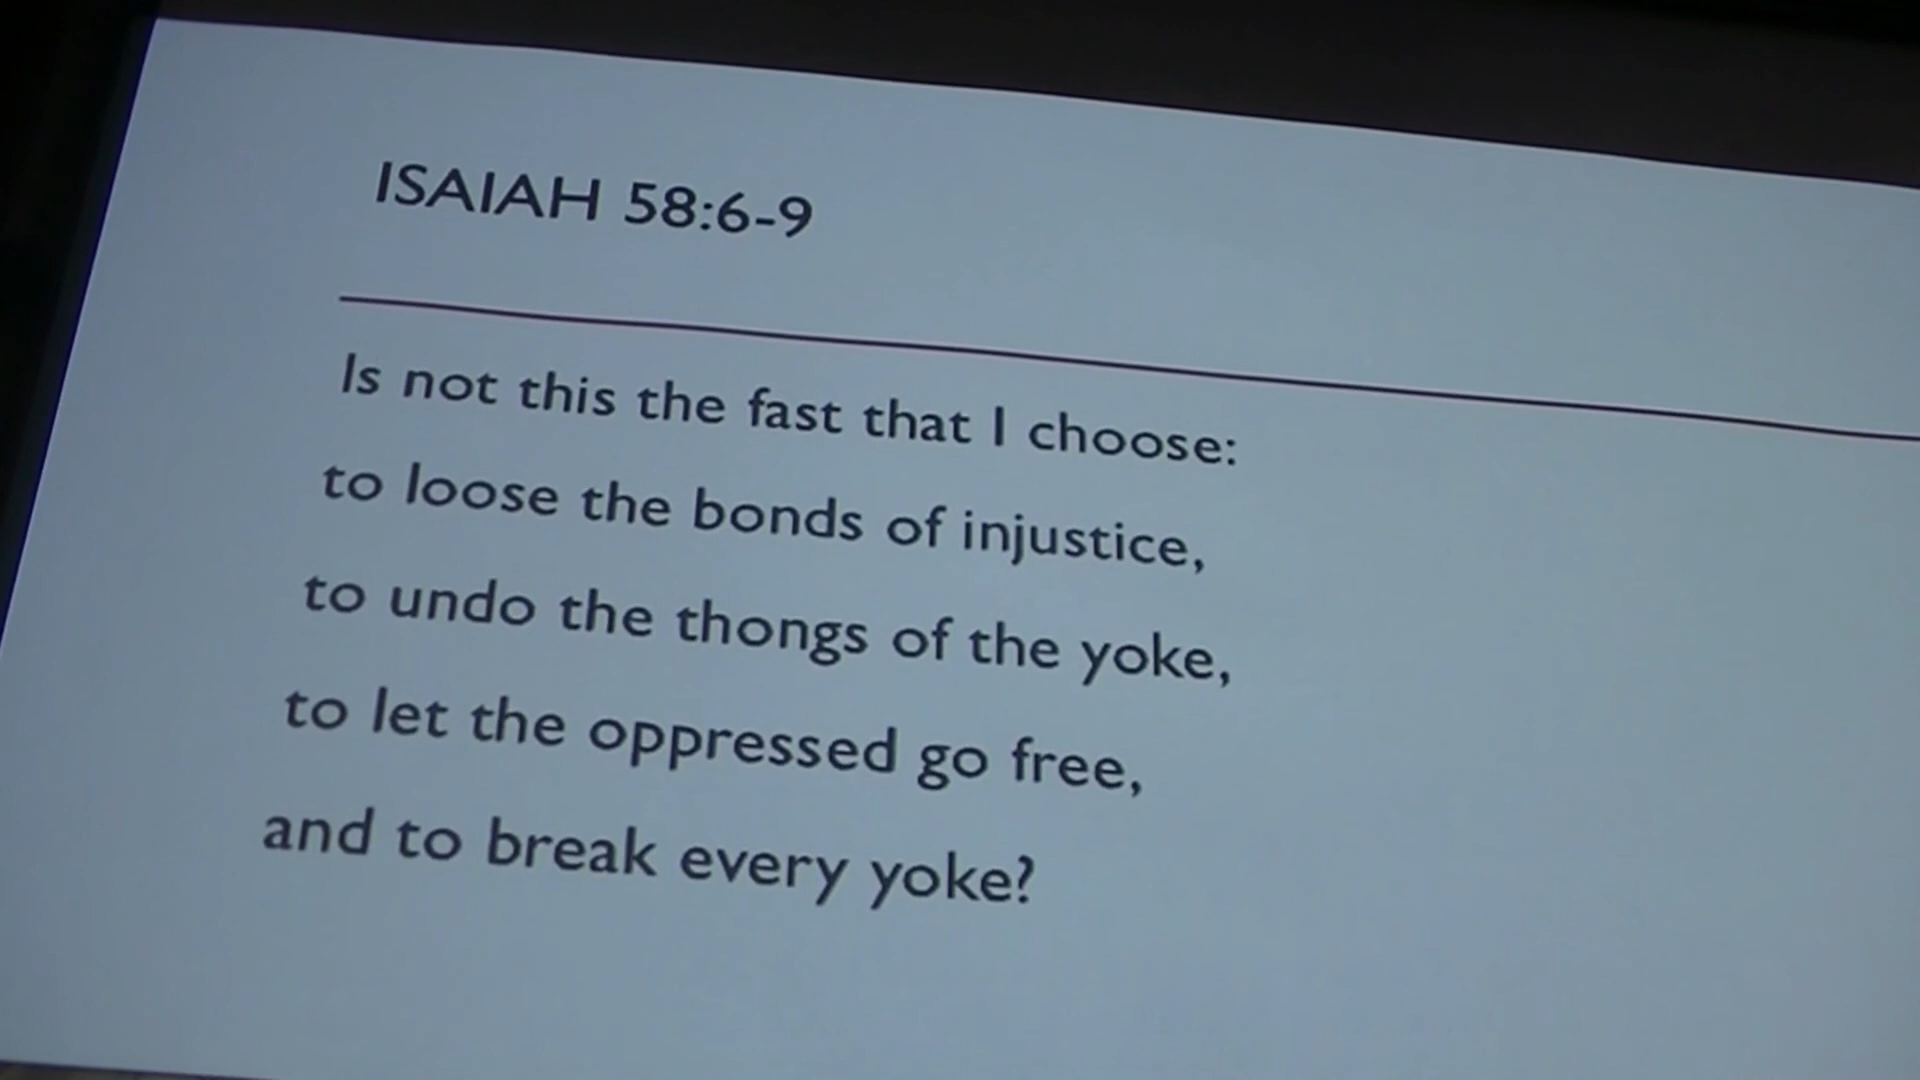 ISAIAH 58:6-9
Is not this the fast that I choose:
to loose the bonds of injustice,
to undo the thongs of the yoke,
to let the oppressed go free,
and to break every yoke?